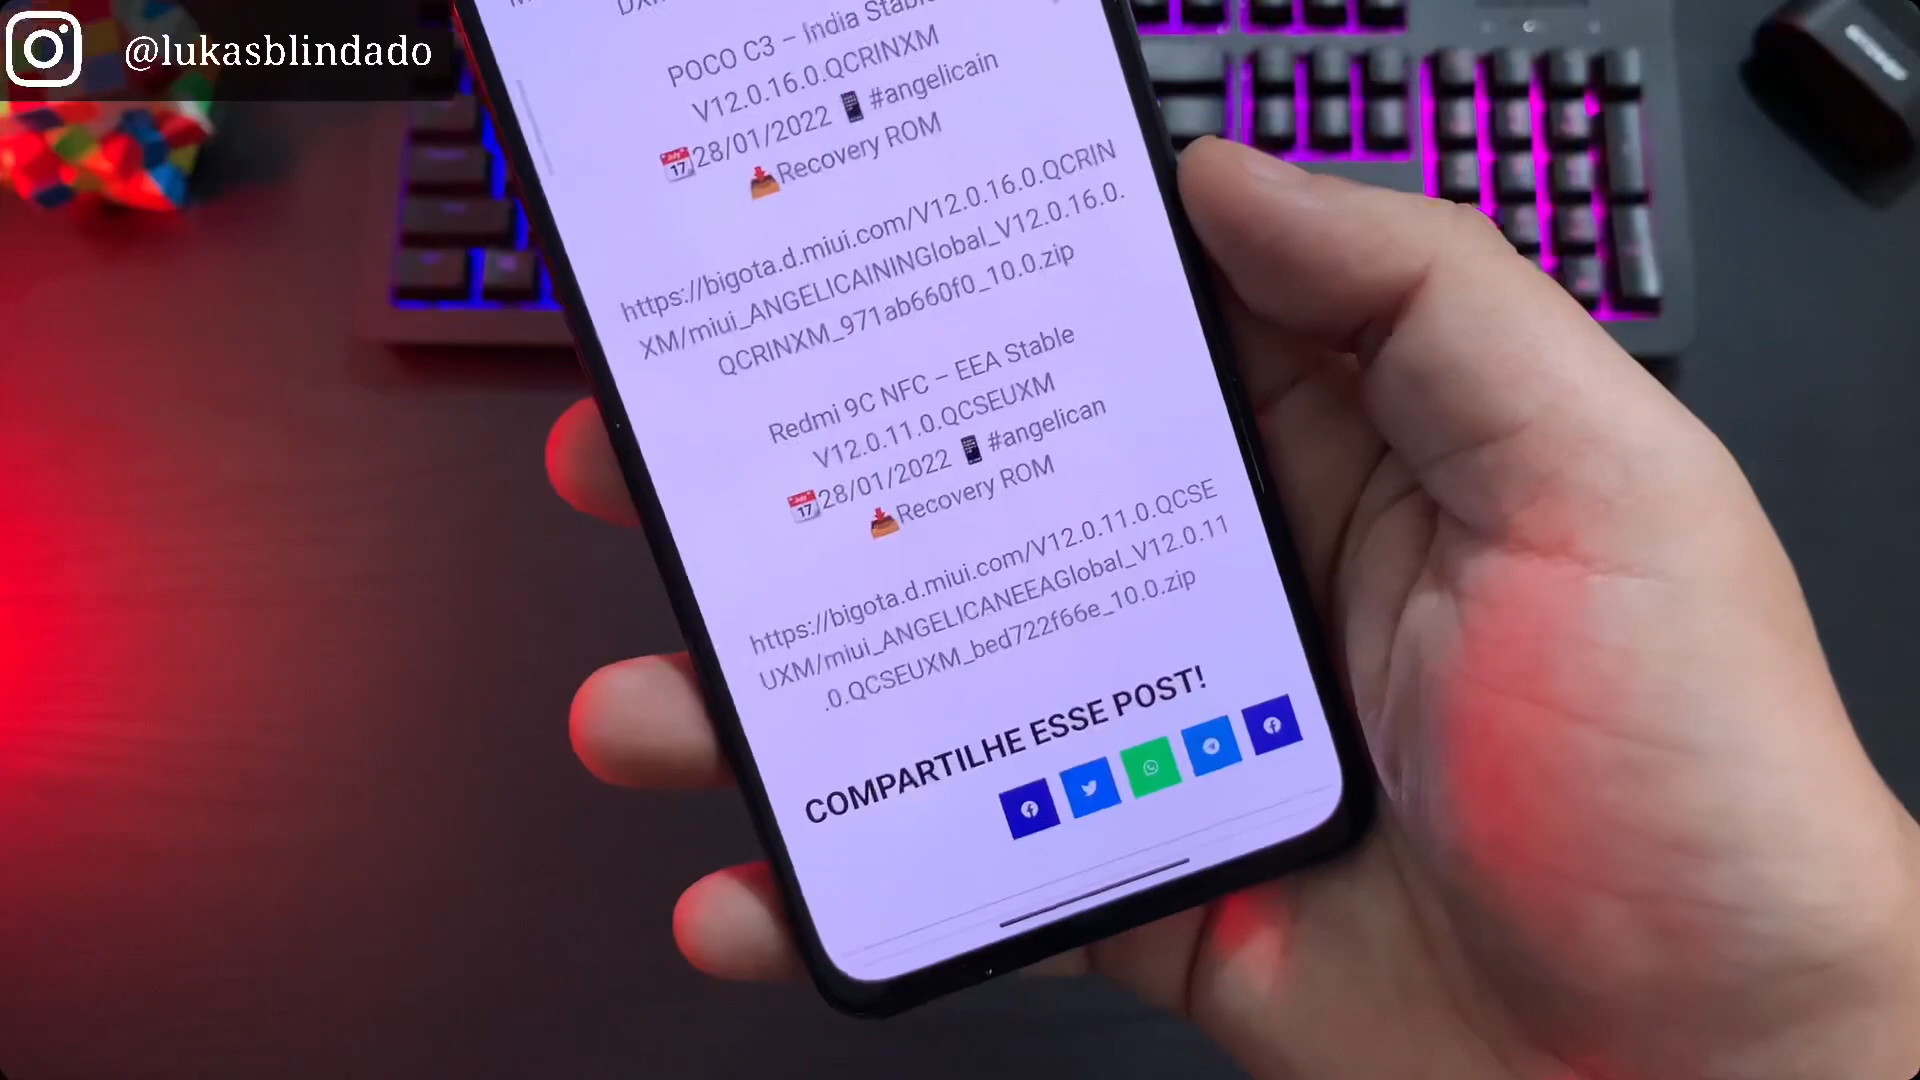 @lukasblindado
POCO C3 – India Stable
V12.0.16.0.QCRINXM
28/01/2022 #angelicain
Recovery ROM
https://bigota.d.miui.com/V12.0.16.0.QCRIN
XM/miui_ANGELICAININGlobal_V12.0.16.0.
QCRINXM_971ab660f0_10.0.zip
Redmi 9C NFC – EEA Stable
V12.0.11.0.QCSEUXM
28/01/2022 #angelican
Recovery ROM
https://bigota.d.miui.com/V12.0.11.0.QCSE
UXM/miui_ANGELICANEEAGlobal_V12.0.11
.0.QCSEUXM_bed722f66e_10.0.zip
COMPARTILHE ESSE POST!